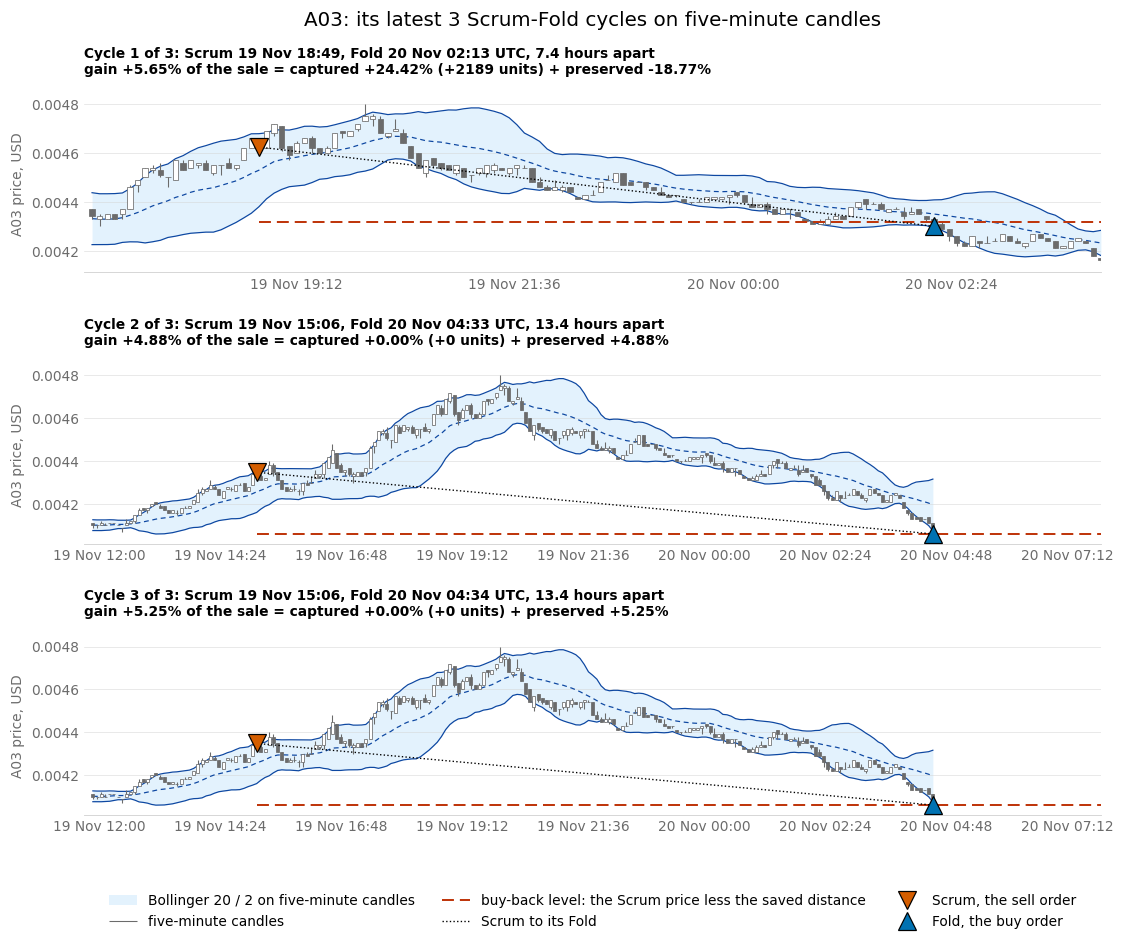 A03: its latest 3 Scrum-Fold cycles on five-minute candles
Cycle 1 of 3: Scrum 19 Nov 18:49, Fold 20 Nov 02:13 UTC, 7.4 hours apart
gain +5.65% of the sale = captured +24.42% (+2189 units) + preserved -18.77%
A03 price, USD
0.0048
0.0046
0.0044
0.0042
19 Nov 19:12 19 Nov 21:36 20 Nov 00:00 20 Nov 02:24
Cycle 2 of 3: Scrum 19 Nov 15:06, Fold 20 Nov 04:33 UTC, 13.4 hours apart
gain +4.88% of the sale = captured +0.00% (+0 units) + preserved +4.88%
A03 price, USD
0.0048
0.0046
0.0044
0.0042
19 Nov 12:00 19 Nov 14:24 19 Nov 16:48 19 Nov 19:12 19 Nov 21:36 20 Nov 00:00 20 Nov 02:24 20 Nov 04:48 20 Nov 07:12
Cycle 3 of 3: Scrum 19 Nov 15:06, Fold 20 Nov 04:34 UTC, 13.4 hours apart
gain +5.25% of the sale = captured +0.00% (+0 units) + preserved +5.25%
A03 price, USD
0.0048
0.0046
0.0044
0.0042
19 Nov 12:00 19 Nov 14:24 19 Nov 16:48 19 Nov 19:12 19 Nov 21:36 20 Nov 00:00 20 Nov 02:24 20 Nov 04:48 20 Nov 07:12
Bollinger 20 / 2 on five-minute candles
five-minute candles
buy-back level: the Scrum price less the saved distance
Scrum to its Fold
Scrum, the sell order
Fold, the buy order